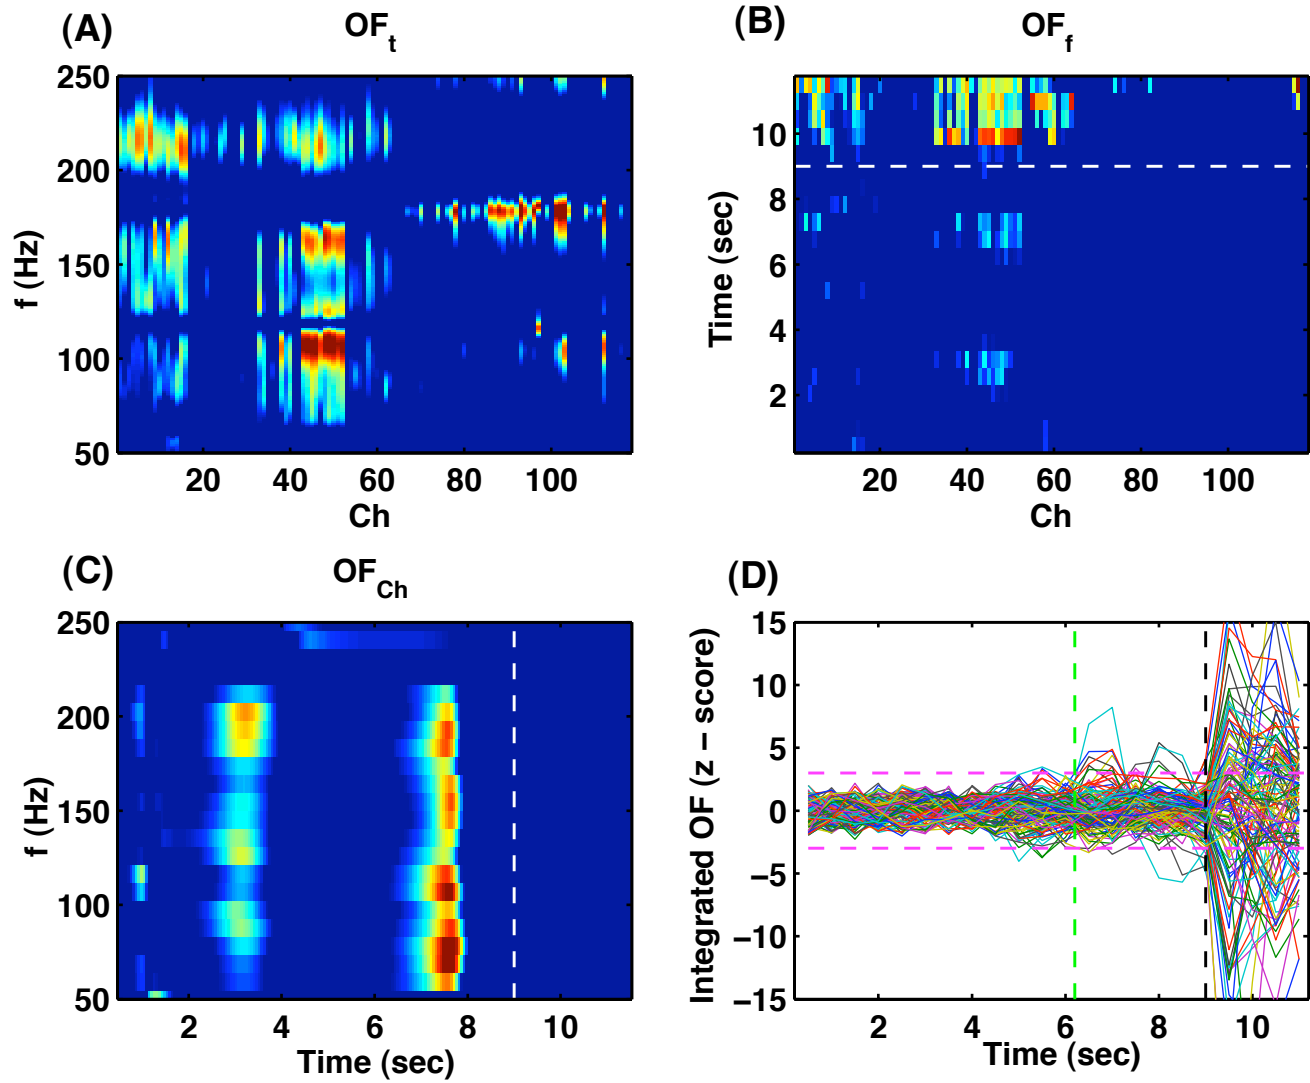 (A)
OF_t
f (Hz)
250
200
150
100
50
20 40 60 80 100
Ch
(B)
OF_f
Time (sec)
10
8
6
4
2
20 40 60 80 100
Ch
(C)
OF_Ch
f (Hz)
250
200
150
100
50
2 4 6 8 10
Time (sec)
(D)
Integrated OF (z − score)
15
10
5
0
−5
−10
−15
2 4 6 8 10
Time (sec)